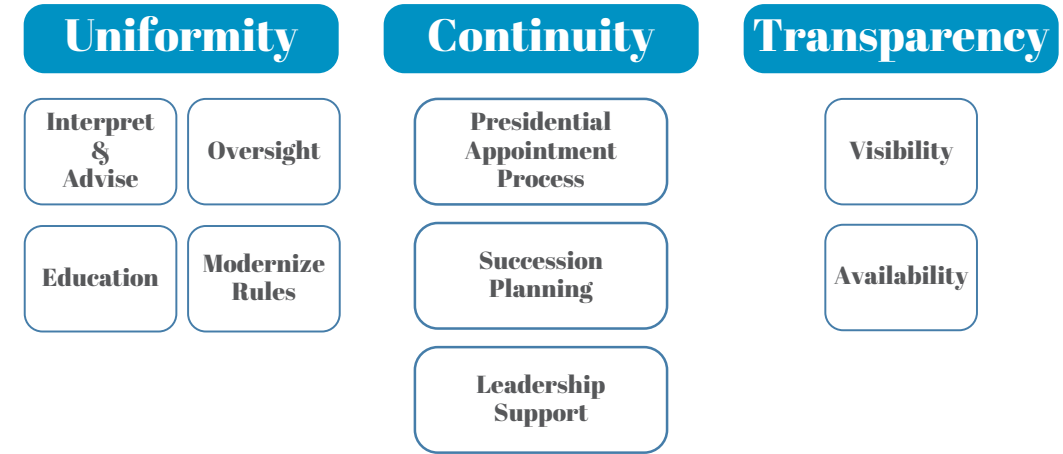 Uniformity
Interpret
&
Advise
Oversight
Education
Modernize
Rules
Continuity
Presidential
Appointment
Process
Succession
Planning
Leadership
Support
Transparency
Visibility
Availability